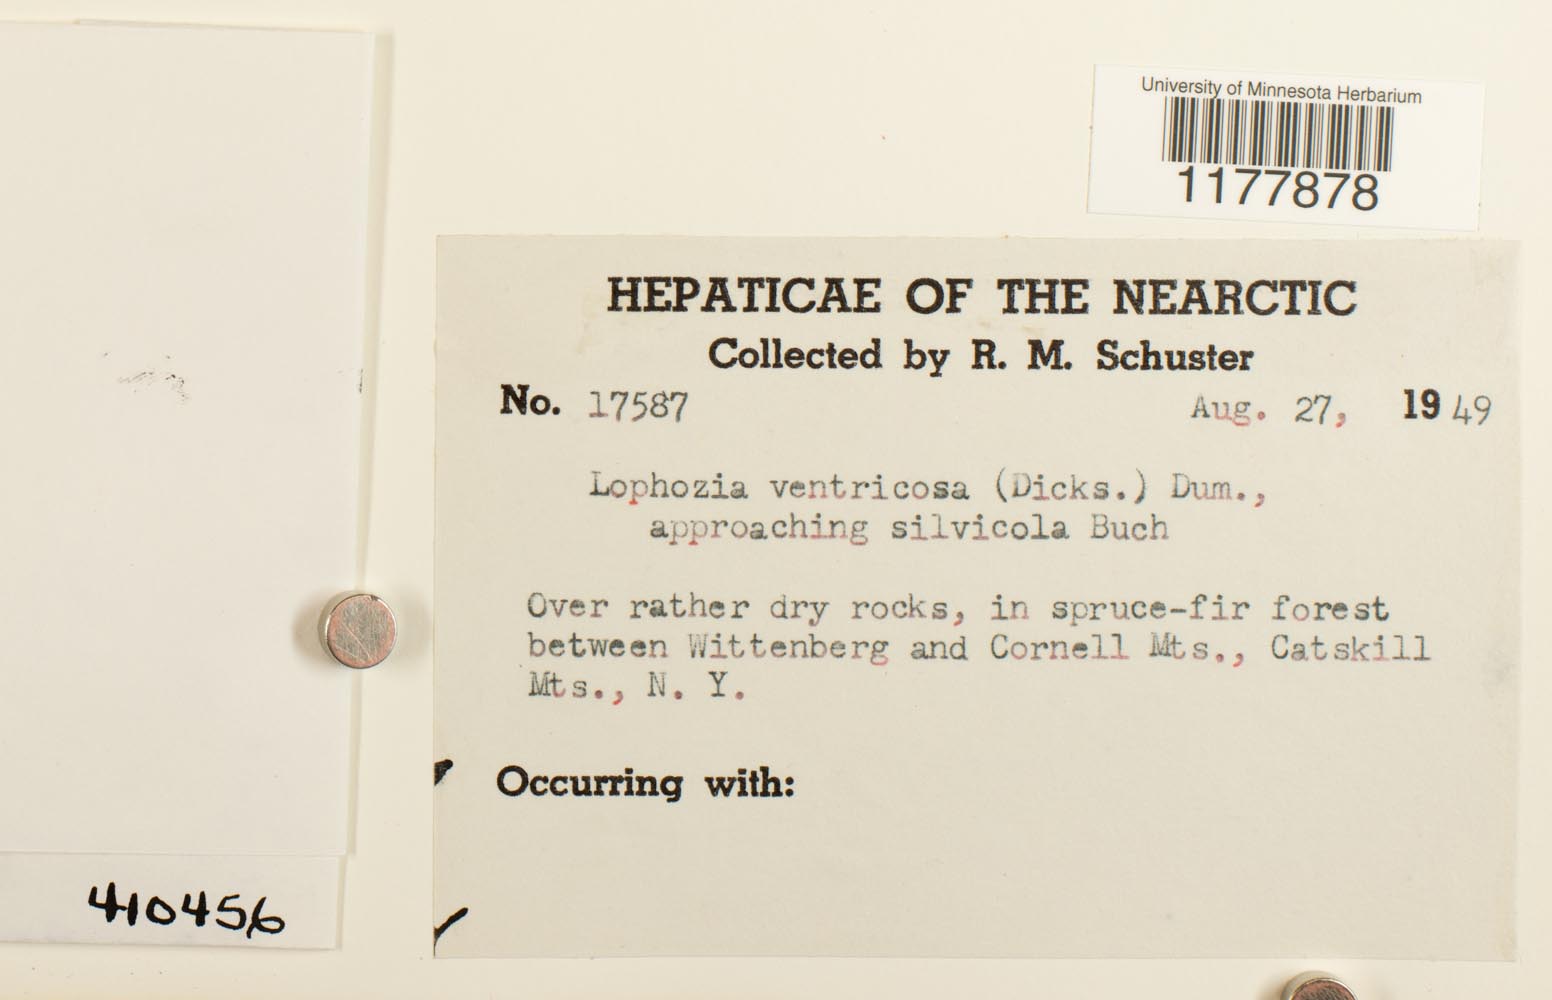 University of Minnesota Herbarium
1177878
HEPATICAE OF THE NEARCTIC
Collected by R. M. Schuster
No. 17587 Aug. 27, 1949
Lophozia ventricosa (Dicks.) Dum.,
approaching silvicola Buch
Over rather dry rocks, in spruce-fir forest
between Wittenberg and Cornell Mts., Catskill
Mts., N. Y.
Occurring with:
410456